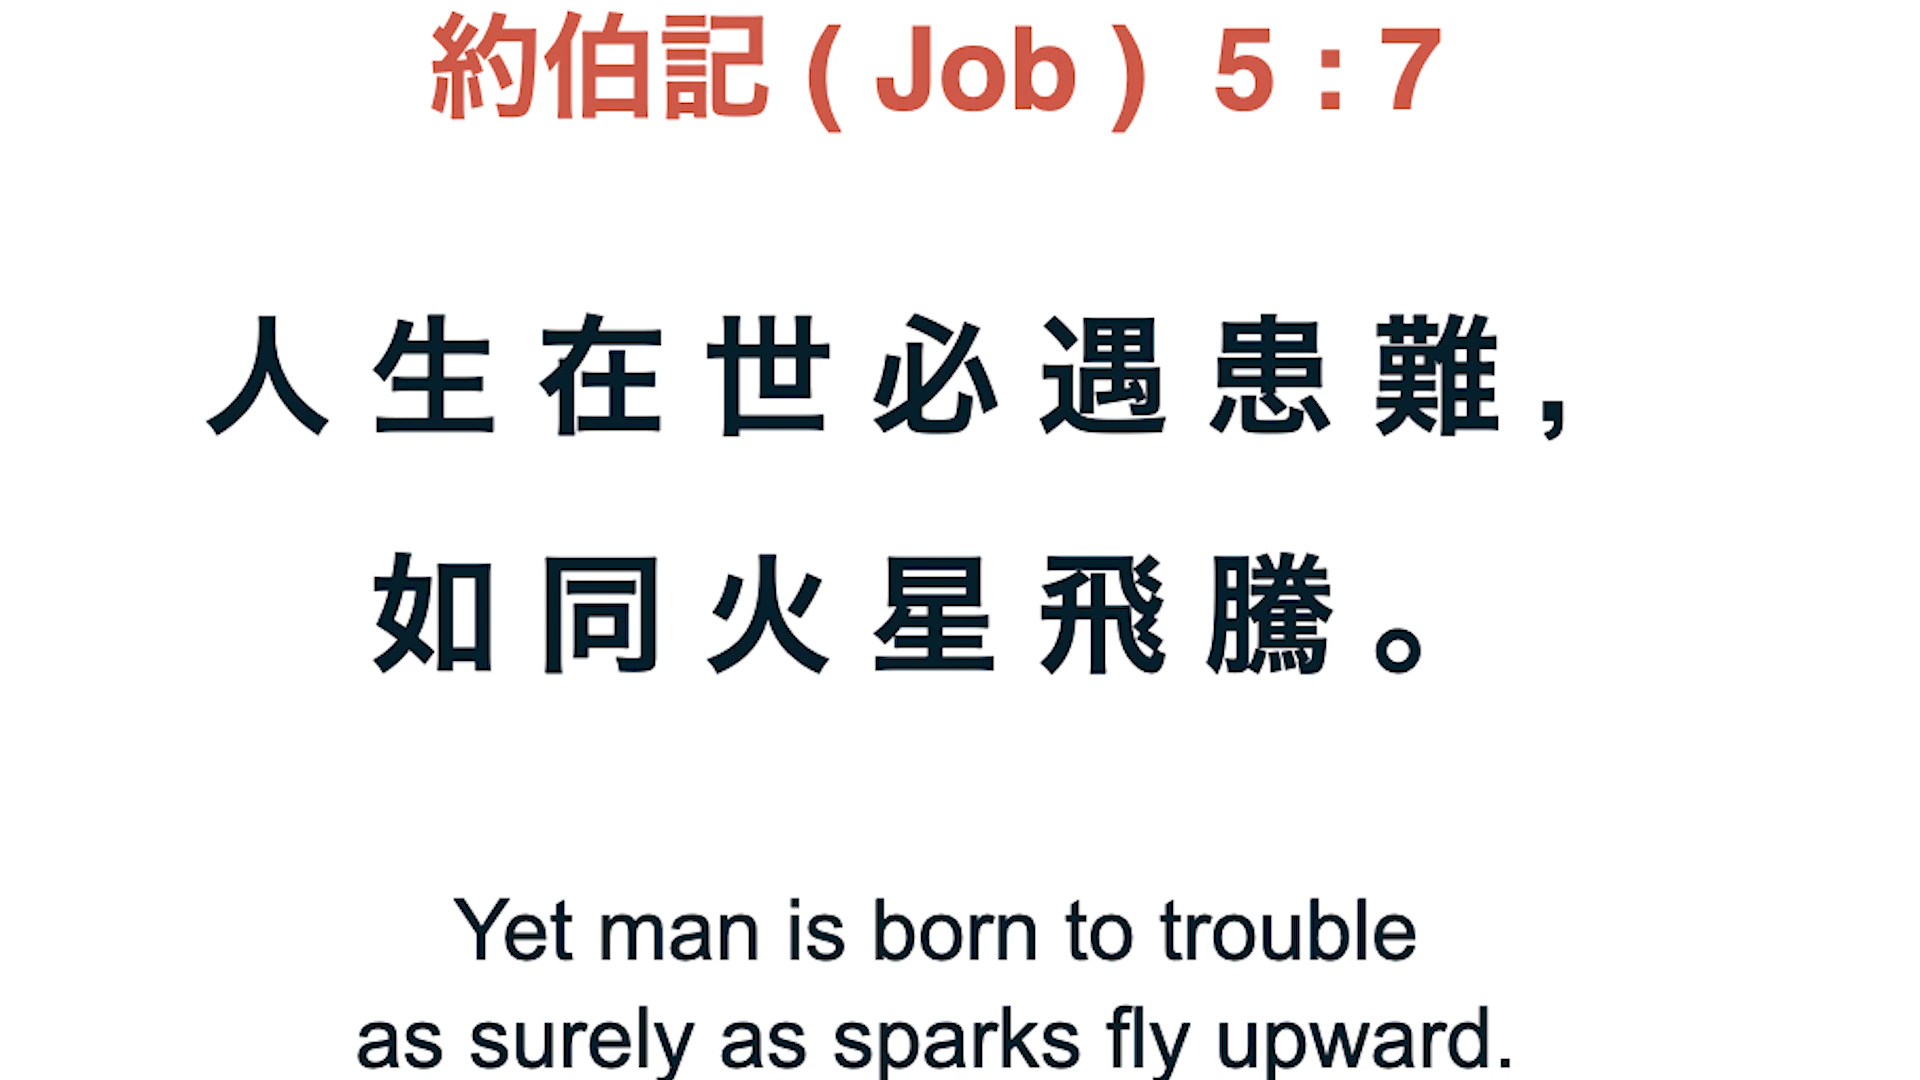 約伯記 ( Job ) 5 : 7
人生在世必遇患難,
如同火星飛騰。
Yet man is born to trouble
as surely as sparks fly upward.